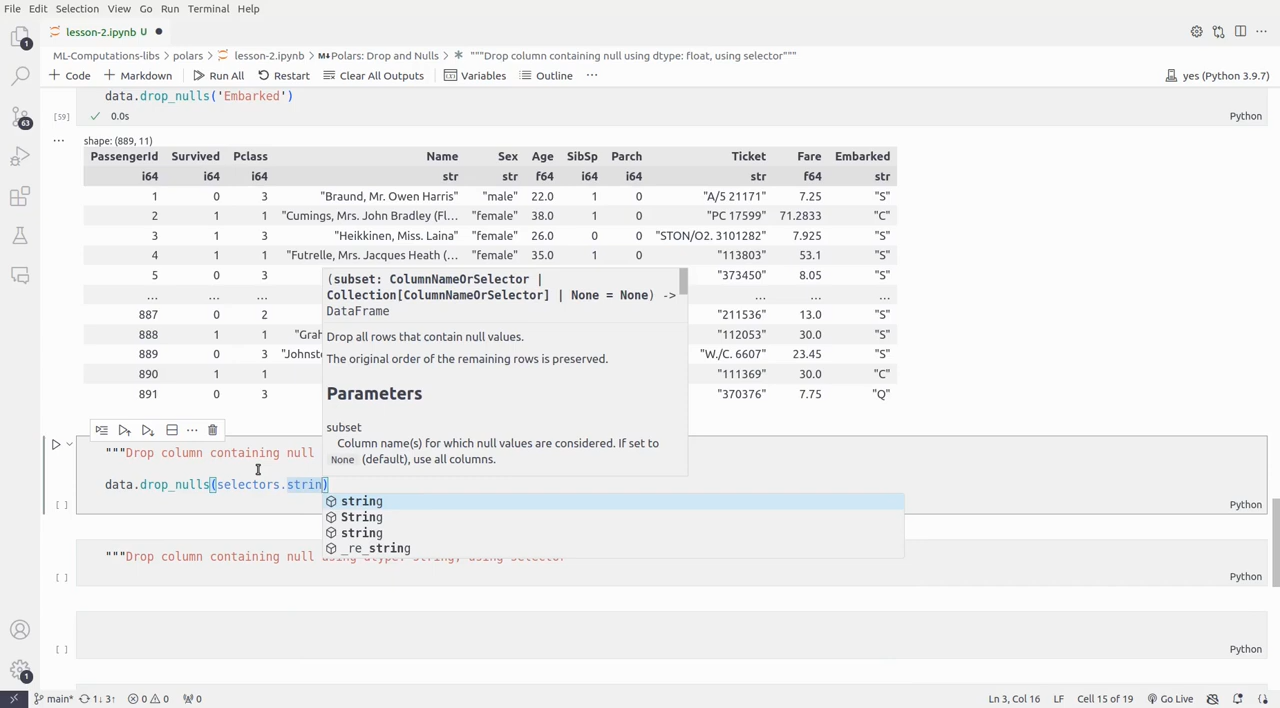 File Edit Selection View Go Run Terminal Help
lesson-2.ipynb U
ML-Computations-libs > polars > lesson-2.ipynb > M↓Polars: Drop and Nulls > """Drop column containing null using dtype: float, using selector"""
+ Code + Markdown Run All Restart Clear All Outputs Variables Outline ... yes (Python 3.9.7)
data.drop_nulls('Embarked')
[59] 0.0s Python
... shape: (889, 11)
PassengerId Survived Pclass Name Sex Age SibSp Parch Ticket Fare Embarked
i64 i64 i64 str str f64 i64 i64 str f64 str
1 0 3 "Braund, Mr. Owen Harris" "male" 22.0 1 0 "A/5 21171" 7.25 "S"
2 1 1 "Cumings, Mrs. John Bradley (Fl... "female" 38.0 1 0 "PC 17599" 71.2833 "C"
3 1 3 "Heikkinen, Miss. Laina" "female" 26.0 0 0 "STON/O2. 3101282" 7.925 "S"
4 1 1 "Futrelle, Mrs. Jacques Heath (... "female" 35.0 1 0 "113803" 53.1 "S"
5 0 3 "373450" 8.05 "S"
... ... ... ... ... ...
887 0 2 "211536" 13.0 "S"
888 1 1 "Grah "112053" 30.0 "S"
889 0 3 "Johnst "W./C. 6607" 23.45 "S"
890 1 1 "111369" 30.0 "C"
891 0 3 "370376" 7.75 "Q"
(subset: ColumnNameOrSelector |
Collection[ColumnNameOrSelector] | None = None) ->
DataFrame
Drop all rows that contain null values.
The original order of the remaining rows is preserved.
Parameters
subset
Column name(s) for which null values are considered. If set to
None (default), use all columns.
"""Drop column containing null
data.drop_nulls(selectors.strin)
[ ] Python
string
String
string
_re_string
"""Drop column containing null using dtype: string, using selector
[ ] Python
[ ] Python
1
63
1
main* 1↓ 3↑ 0 0 0 Ln 3, Col 16 LF Cell 15 of 19 Go Live